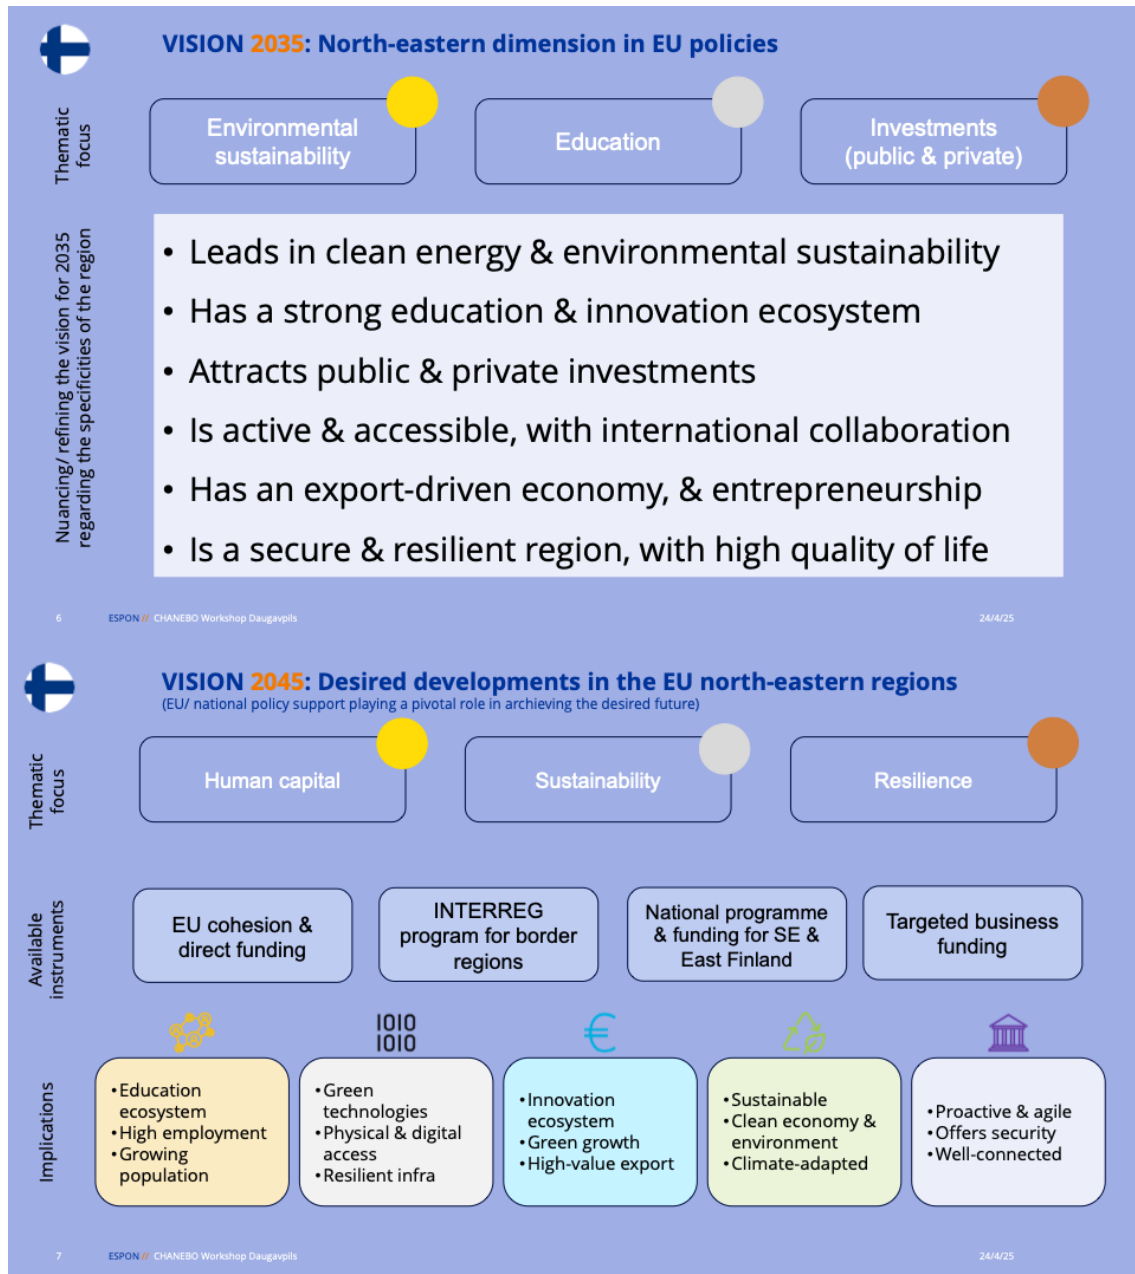 VISION 2035: North-eastern dimension in EU policies
Thematic
focus
Environmental
sustainability
Education
Investments
(public & private)
Nuancing/ refining the vision for 2035
regarding the specificities of the region
• Leads in clean energy & environmental sustainability
• Has a strong education & innovation ecosystem
• Attracts public & private investments
• Is active & accessible, with international collaboration
• Has an export-driven economy, & entrepreneurship
• Is a secure & resilient region, with high quality of life
6 ESPON // CHANEBO Workshop Daugavpils 24/4/25
VISION 2045: Desired developments in the EU north-eastern regions
(EU/ national policy support playing a pivotal role in archieving the desired future)
Thematic
focus
Human capital
Sustainability
Resilience
Available
instruments
EU cohesion &
direct funding
INTERREG
program for border
regions
National programme
& funding for SE &
East Finland
Targeted business
funding
IOIO
IOIO
€
Implications
• Education
ecosystem
• High employment
• Growing
population
• Green
technologies
• Physical & digital
access
• Resilient infra
• Innovation
ecosystem
• Green growth
• High-value export
• Sustainable
• Clean economy &
environment
• Climate-adapted
• Proactive & agile
• Offers security
• Well-connected
7 ESPON // CHANEBO Workshop Daugavpils 24/4/25